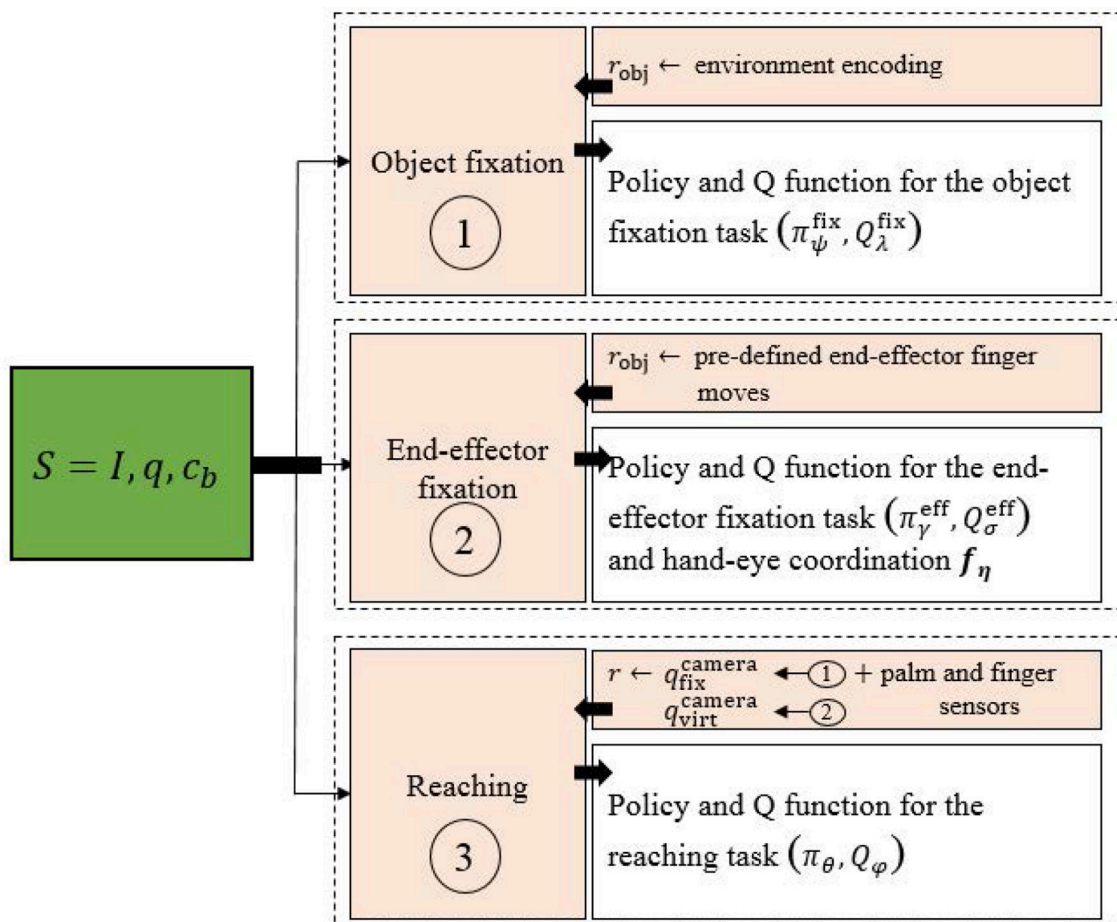 S = I, q, c_b
Object fixation
1
r_obj ← environment encoding
Policy and Q function for the object
fixation task (π_ψ^fix, Q_λ^fix)
End-effector
fixation
2
r_obj ← pre-defined end-effector finger
moves
Policy and Q function for the end-
effector fixation task (π_γ^eff, Q_σ^eff)
and hand-eye coordination f_η
Reaching
3
r ← q_fix^camera ← 1 + palm and finger
q_virt^camera ← 2 sensors
Policy and Q function for the
reaching task (π_θ, Q_φ)